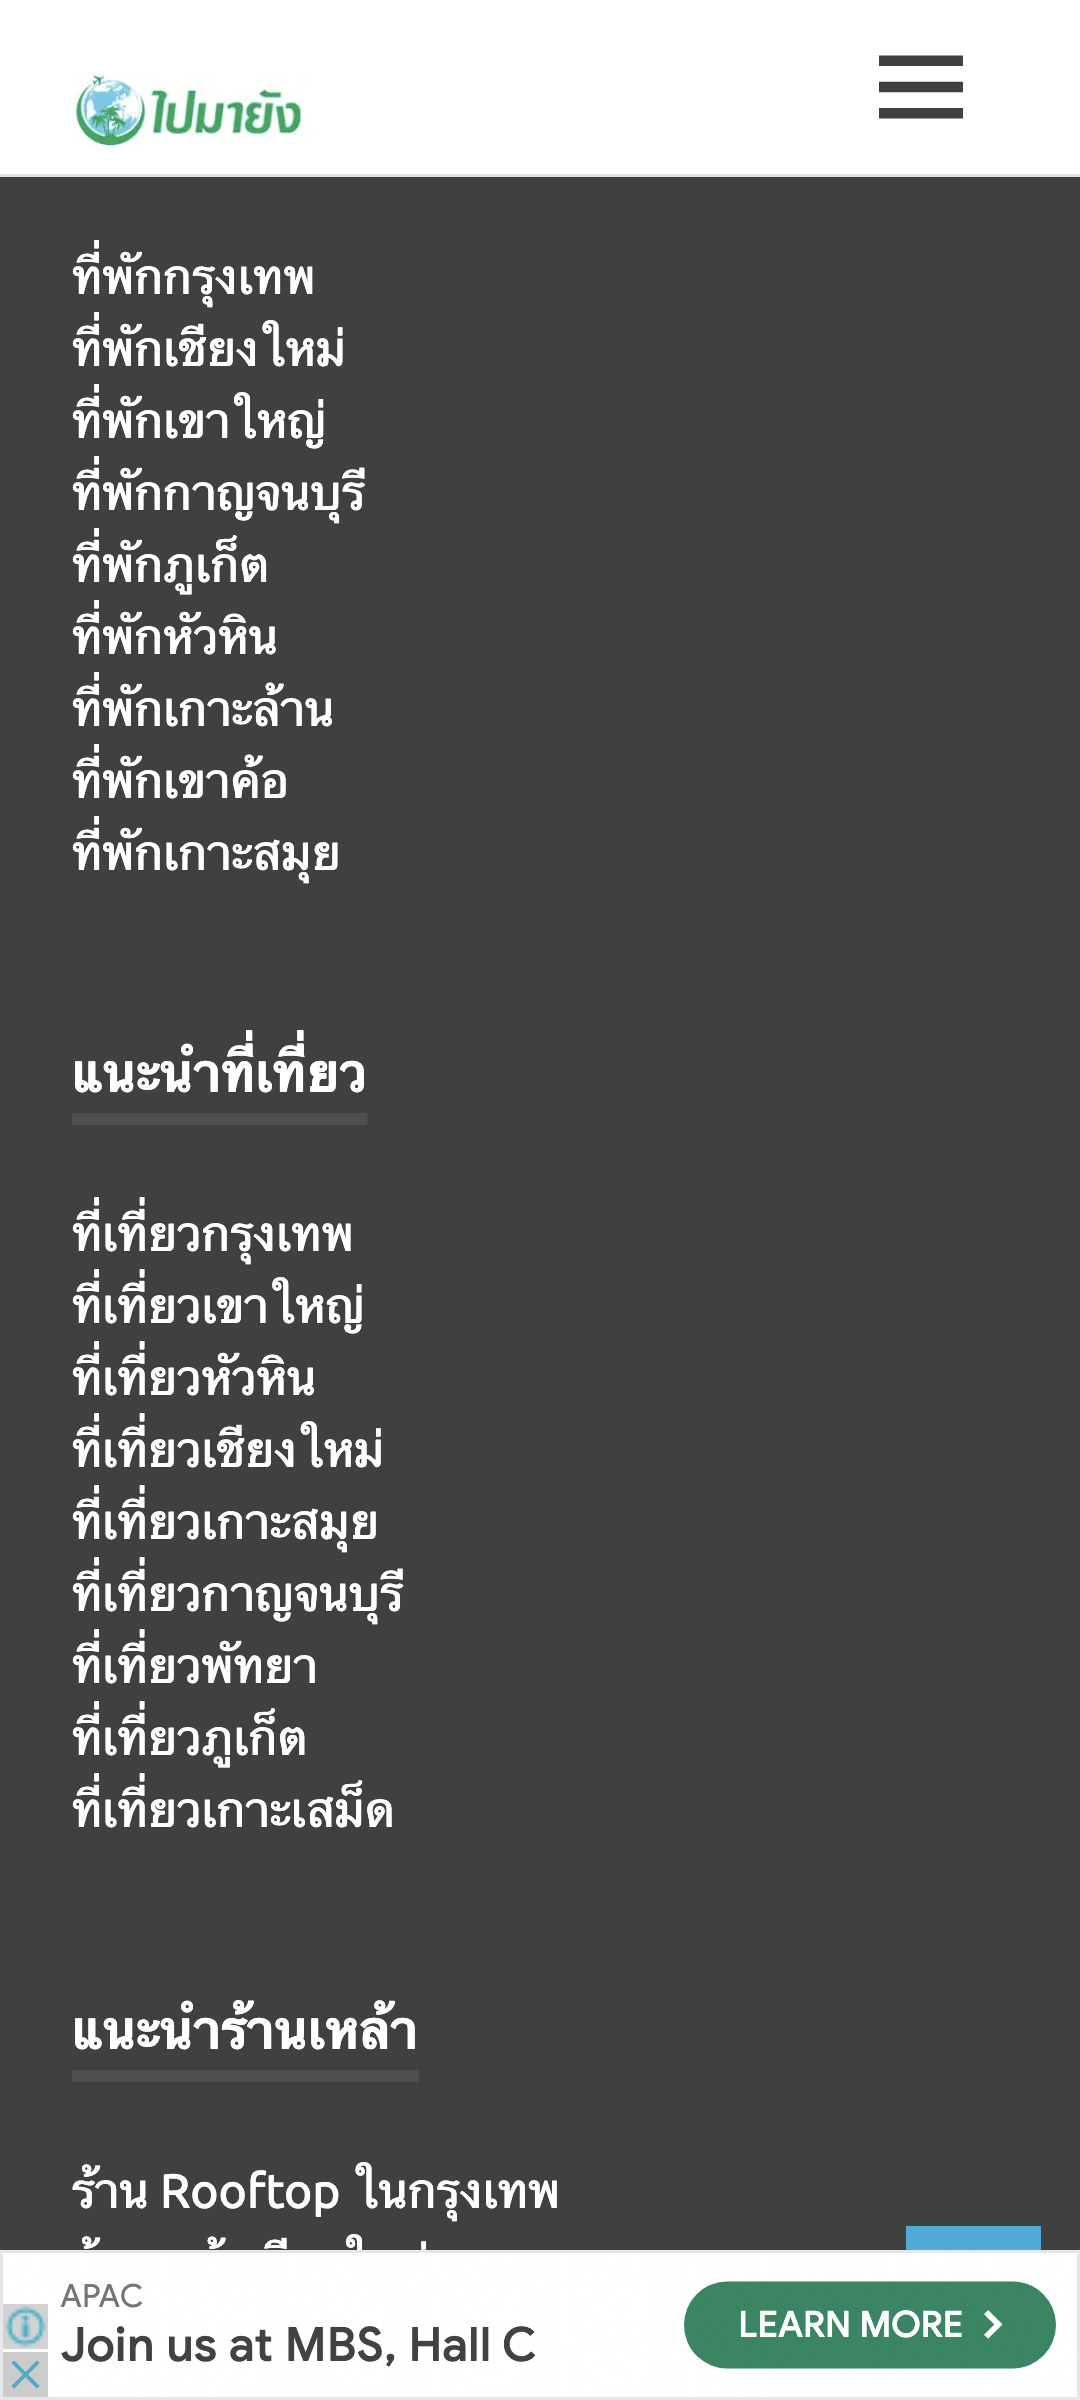 ไปมายัง
ที่พักกรุงเทพ
ที่พักเชียงใหม่
ที่พักเขาใหญ่
ที่พักกาญจนบุรี
ที่พักภูเก็ต
ที่พักหัวหิน
ที่พักเกาะล้าน
ที่พักเขาค้อ
ที่พักเกาะสมุย
แนะนำที่เที่ยว
ที่เที่ยวกรุงเทพ
ที่เที่ยวเขาใหญ่
ที่เที่ยวหัวหิน
ที่เที่ยวเชียงใหม่
ที่เที่ยวเกาะสมุย
ที่เที่ยวกาญจนบุรี
ที่เที่ยวพัทยา
ที่เที่ยวภูเก็ต
ที่เที่ยวเกาะเสม็ด
แนะนำร้านเหล้า
ร้าน Rooftop ในกรุงเทพ
APAC
Join us at MBS, Hall C
LEARN MORE